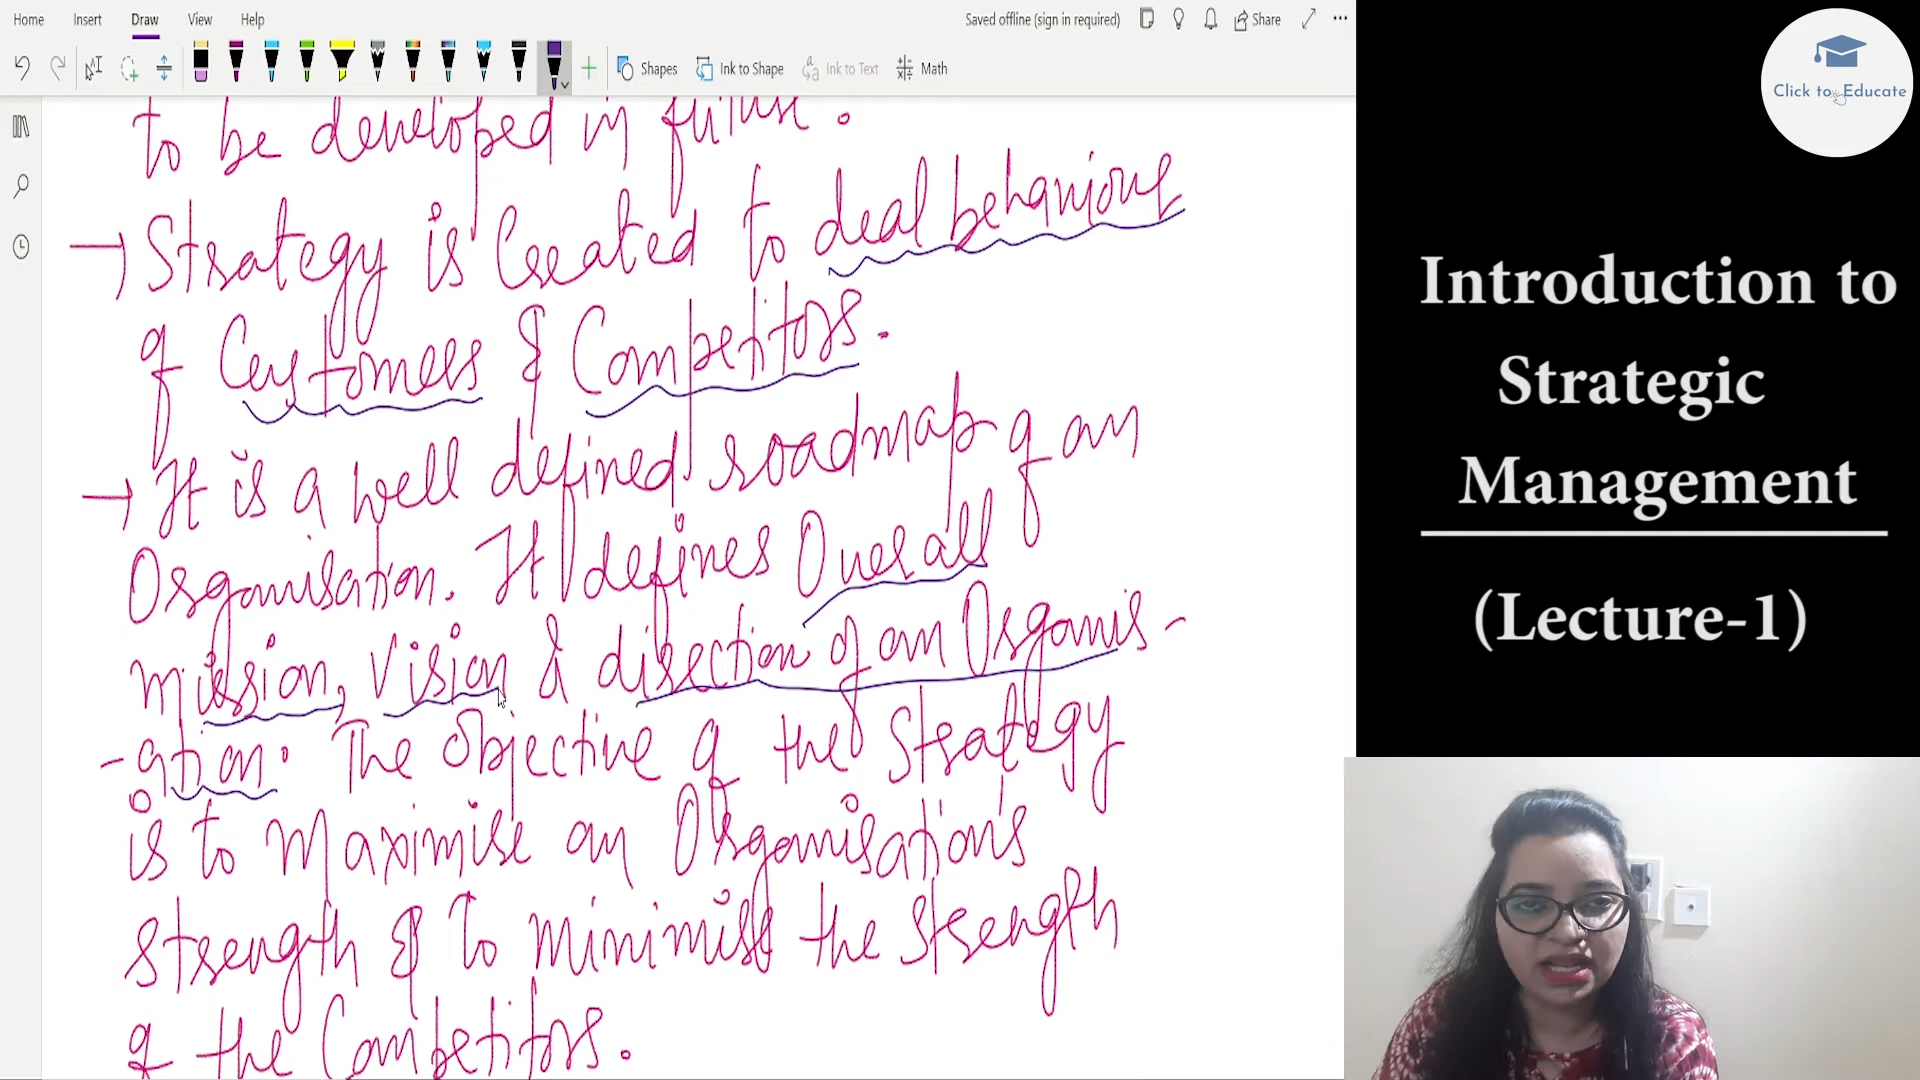 Home Insert Draw View Help
Saved offline (sign in required) Share
Shapes Ink to Shape Ink to Text Math
to be developed in future.
→ Strategy is Created to deal behaviour
of Customers & Competitors.
→ It is a well defined roadmap of an
Organisation. It defines Overall
mission, Vision & direction of an Organis-
-ation. The Objective of the Strategy
is to Maximise an Organisation's
strength & To minimise the strength
of the Competitors.
Click to Educate
Introduction to
Strategic
Management
(Lecture-1)